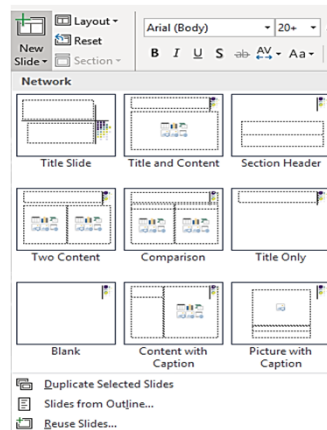 New
Slide
Layout
Reset
Section
Arial (Body) 20+
B I U S ab AV Aa
Network
Title Slide Title and Content Section Header
Two Content Comparison Title Only
Blank Content with Caption Picture with Caption
Duplicate Selected Slides
Slides from Outline...
Reuse Slides...